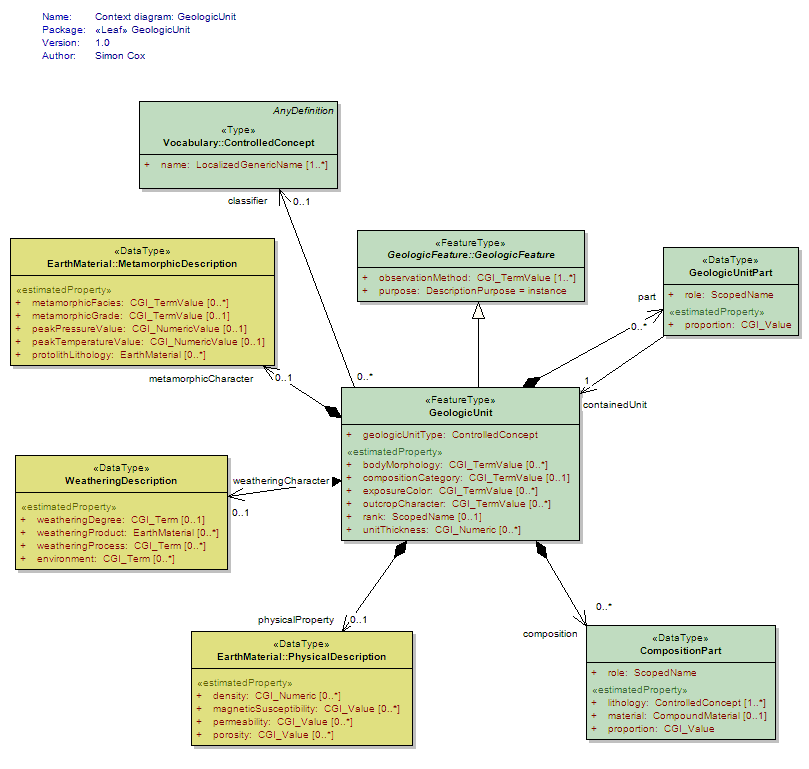 Name: Context diagram: GeologicUnit
Package: «Leaf» GeologicUnit
Version: 1.0
Author: Simon Cox
AnyDefinition
«Type»
Vocabulary::ControlledConcept
+ name: LocalizedGenericName [1..*]
classifier
0..1
«FeatureType»
GeologicFeature::GeologicFeature
+ observationMethod: CGI_TermValue [1..*]
+ purpose: DescriptionPurpose = instance
«DataType»
EarthMaterial::MetamorphicDescription
«estimatedProperty»
+ metamorphicFacies: CGI_TermValue [0..*]
+ metamorphicGrade: CGI_TermValue [0..1]
+ peakPressureValue: CGI_NumericValue [0..1]
+ peakTemperatureValue: CGI_NumericValue [0..1]
+ protolithLithology: EarthMaterial [0..*]
«DataType»
GeologicUnitPart
+ role: ScopedName
«estimatedProperty»
+ proportion: CGI_Value
part
0..*
metamorphicCharacter
0..1
0..*
1
containedUnit
«FeatureType»
GeologicUnit
+ geologicUnitType: ControlledConcept
«estimatedProperty»
+ bodyMorphology: CGI_TermValue [0..*]
+ compositionCategory: CGI_TermValue [0..1]
+ exposureColor: CGI_TermValue [0..*]
+ outcropCharacter: CGI_TermValue [0..*]
+ rank: ScopedName [0..1]
+ unitThickness: CGI_Numeric [0..*]
«DataType»
WeatheringDescription
«estimatedProperty»
+ weatheringDegree: CGI_Term [0..1]
+ weatheringProduct: EarthMaterial [0..*]
+ weatheringProcess: CGI_Term [0..*]
+ environment: CGI_Term [0..*]
weatheringCharacter
0..1
physicalProperty
0..1
0..*
composition
«DataType»
EarthMaterial::PhysicalDescription
«estimatedProperty»
+ density: CGI_Numeric [0..*]
+ magneticSusceptibility: CGI_Value [0..*]
+ permeability: CGI_Value [0..*]
+ porosity: CGI_Value [0..*]
«DataType»
CompositionPart
+ role: ScopedName
«estimatedProperty»
+ lithology: ControlledConcept [1..*]
+ material: CompoundMaterial [0..1]
+ proportion: CGI_Value